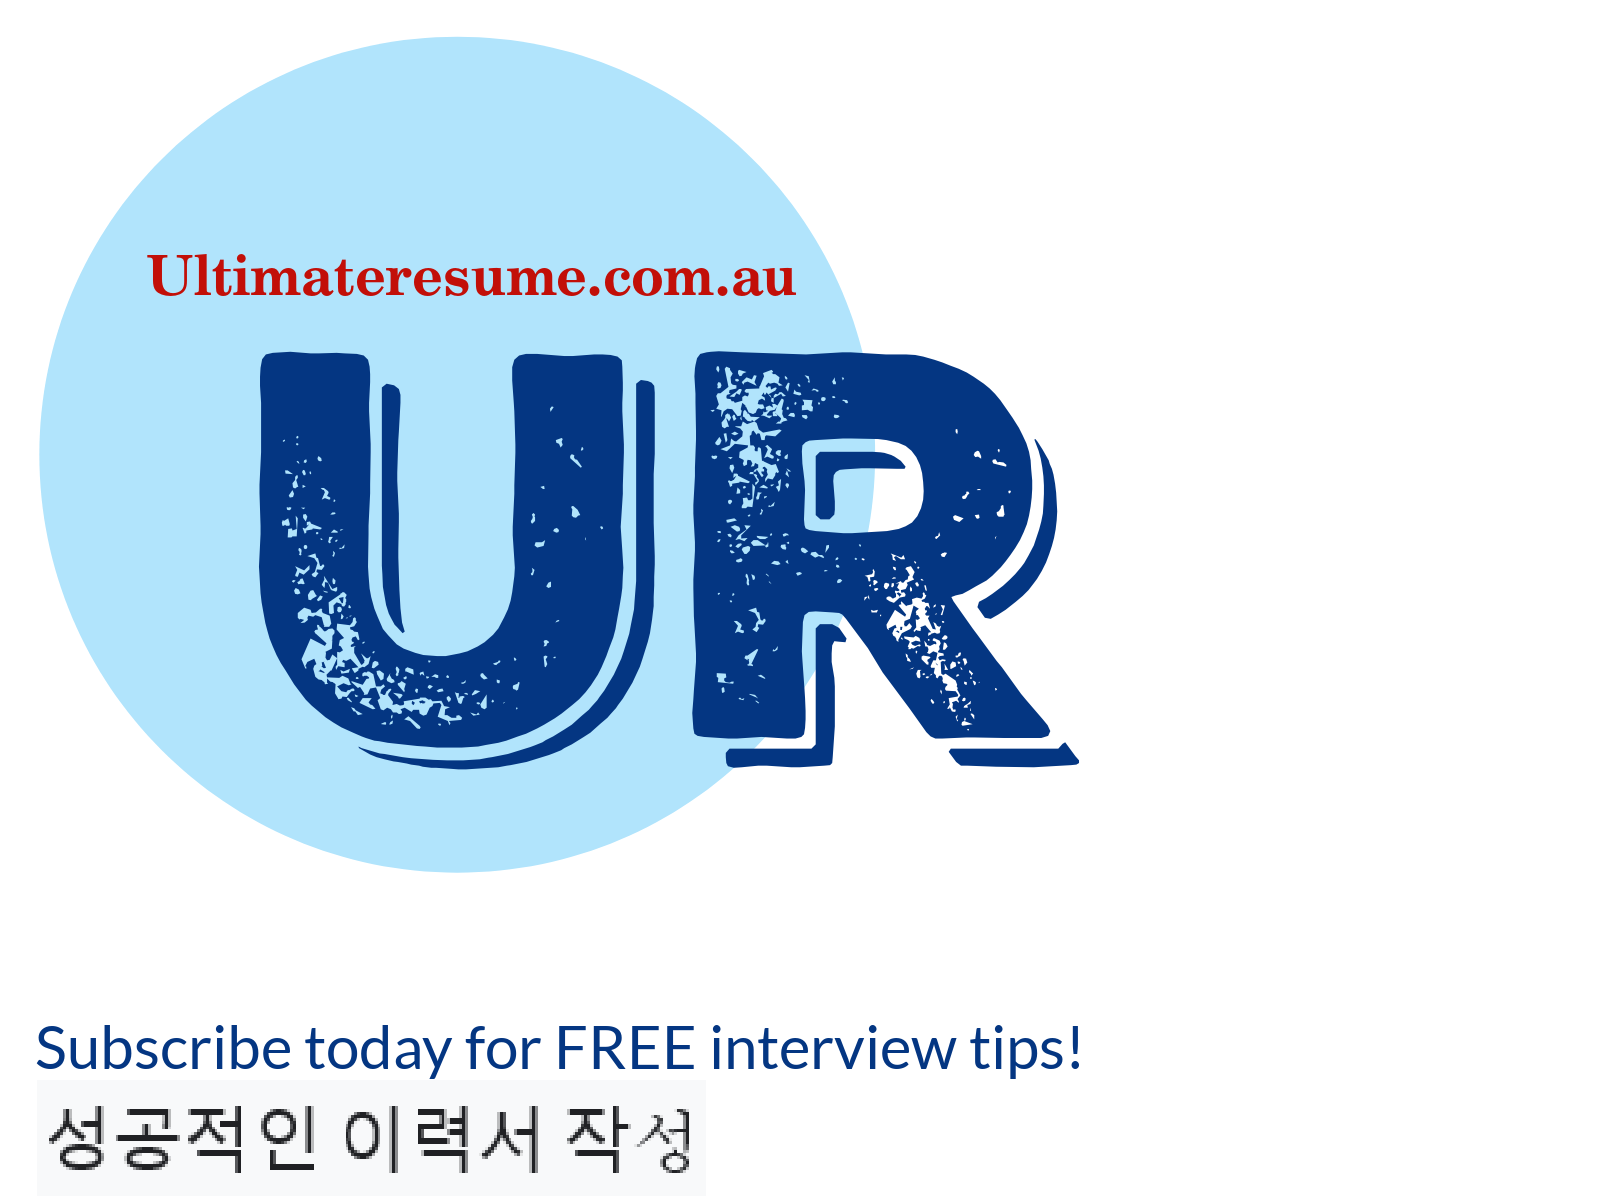 Ultimateresume.com.au
UR
Subscribe today for FREE interview tips!
성공적인 이력서 작성